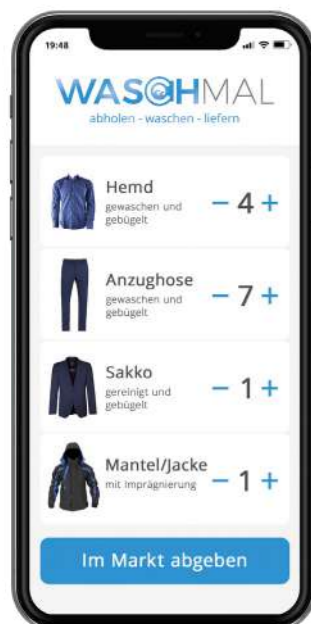 19:48
WASCHMAL
abholen - waschen - liefern
Hemd
gewaschen und
gebügelt
− 4 +
Anzughose
gewaschen und
gebügelt
− 7 +
Sakko
gereinigt und
gebügelt
− 1 +
Mantel/Jacke
mit Imprägnierung
− 1 +
Im Markt abgeben